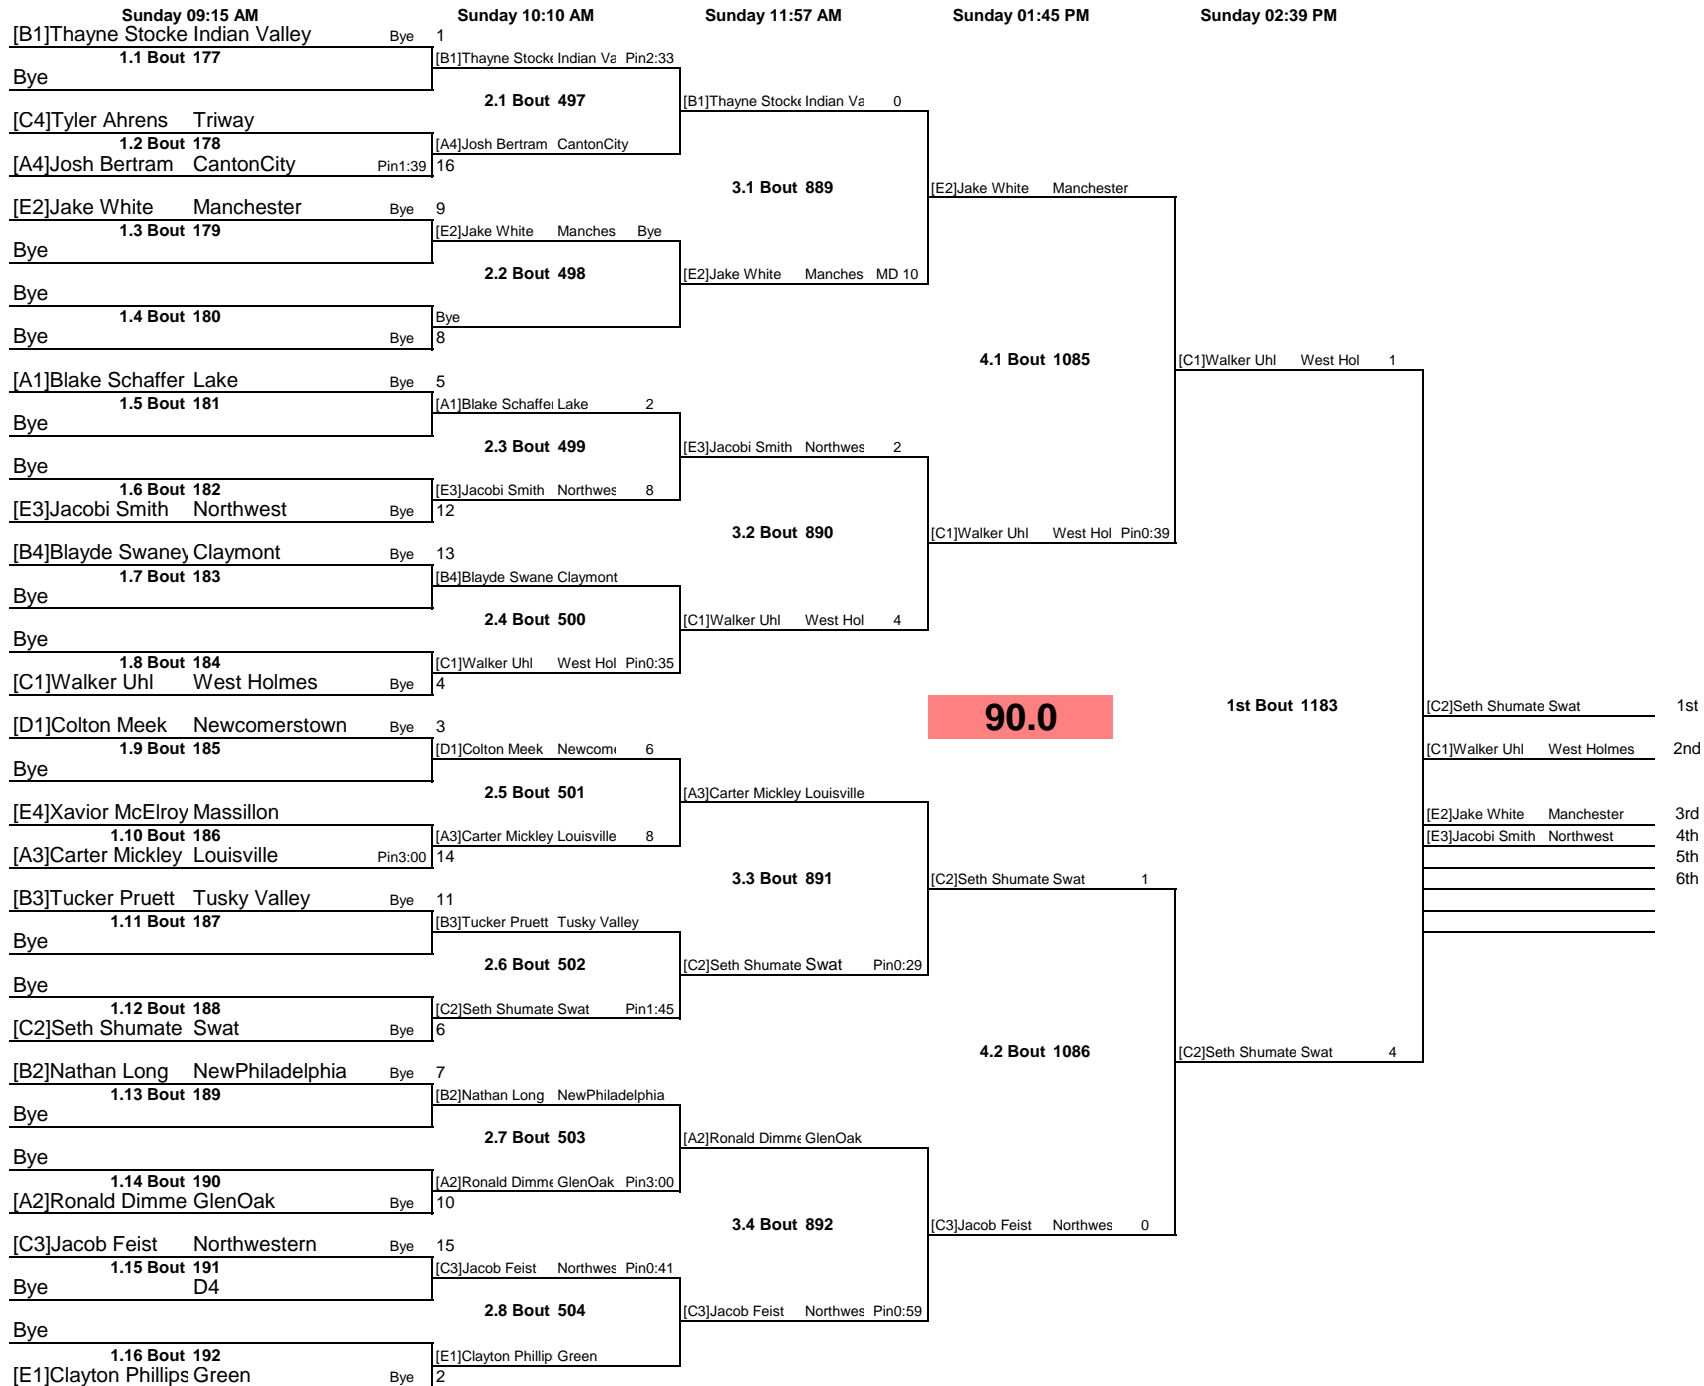 Sunday 09:15 AM Sunday 10:10 AM Sunday 11:57 AM Sunday 01:45 PM Sunday 02:39 PM
[B1]Thayne Stocke Indian Valley Bye 1
1.1 Bout 177 [B1]Thayne Stocke Indian Va Pin2:33
Bye
2.1 Bout 497 [B1]Thayne Stocke Indian Va 0
[C4]Tyler Ahrens Triway
1.2 Bout 178 [A4]Josh Bertram CantonCity
[A4]Josh Bertram CantonCity Pin1:39 16
3.1 Bout 889 [E2]Jake White Manchester
[E2]Jake White Manchester Bye 9
1.3 Bout 179 [E2]Jake White Manches Bye
Bye
2.2 Bout 498 [E2]Jake White Manches MD 10
Bye
1.4 Bout 180 Bye
Bye Bye 8
4.1 Bout 1085 [C1]Walker Uhl West Hol 1
[A1]Blake Schaffer Lake Bye 5
1.5 Bout 181 [A1]Blake Schaffer Lake 2
Bye
2.3 Bout 499 [E3]Jacobi Smith Northwes 2
Bye
1.6 Bout 182 [E3]Jacobi Smith Northwes 8
[E3]Jacobi Smith Northwest Bye 12
3.2 Bout 890 [C1]Walker Uhl West Hol Pin0:39
[B4]Blayde Swaney Claymont Bye 13
1.7 Bout 183 [B4]Blayde Swane Claymont
Bye
2.4 Bout 500 [C1]Walker Uhl West Hol 4
Bye
1.8 Bout 184 [C1]Walker Uhl West Hol Pin0:35
[C1]Walker Uhl West Holmes Bye 4
90.0 1st Bout 1183 [C2]Seth Shumate Swat 1st
[D1]Colton Meek Newcomerstown Bye 3
1.9 Bout 185 [D1]Colton Meek Newcome 6 [C1]Walker Uhl West Holmes 2nd
Bye
2.5 Bout 501 [A3]Carter Mickley Louisville
[E4]Xavior McElroy Massillon [E2]Jake White Manchester 3rd
1.10 Bout 186 [A3]Carter Mickley Louisville 8 [E3]Jacobi Smith Northwest 4th
[A3]Carter Mickley Louisville Pin3:00 14 5th
3.3 Bout 891 [C2]Seth Shumate Swat 1 6th
[B3]Tucker Pruett Tusky Valley Bye 11
1.11 Bout 187 [B3]Tucker Pruett Tusky Valley
Bye
2.6 Bout 502 [C2]Seth Shumate Swat Pin0:29
Bye
1.12 Bout 188 [C2]Seth Shumate Swat Pin1:45
[C2]Seth Shumate Swat Bye 6
4.2 Bout 1086 [C2]Seth Shumate Swat 4
[B2]Nathan Long NewPhiladelphia Bye 7
1.13 Bout 189 [B2]Nathan Long NewPhiladelphia
Bye
2.7 Bout 503 [A2]Ronald Dimme GlenOak
Bye
1.14 Bout 190 [A2]Ronald Dimme GlenOak Pin3:00
[A2]Ronald Dimme GlenOak Bye 10
3.4 Bout 892 [C3]Jacob Feist Northwes 0
[C3]Jacob Feist Northwestern Bye 15
1.15 Bout 191 [C3]Jacob Feist Northwes Pin0:41
Bye D4
2.8 Bout 504 [C3]Jacob Feist Northwes Pin0:59
Bye
1.16 Bout 192 [E1]Clayton Phillip Green
[E1]Clayton Phillips Green Bye 2